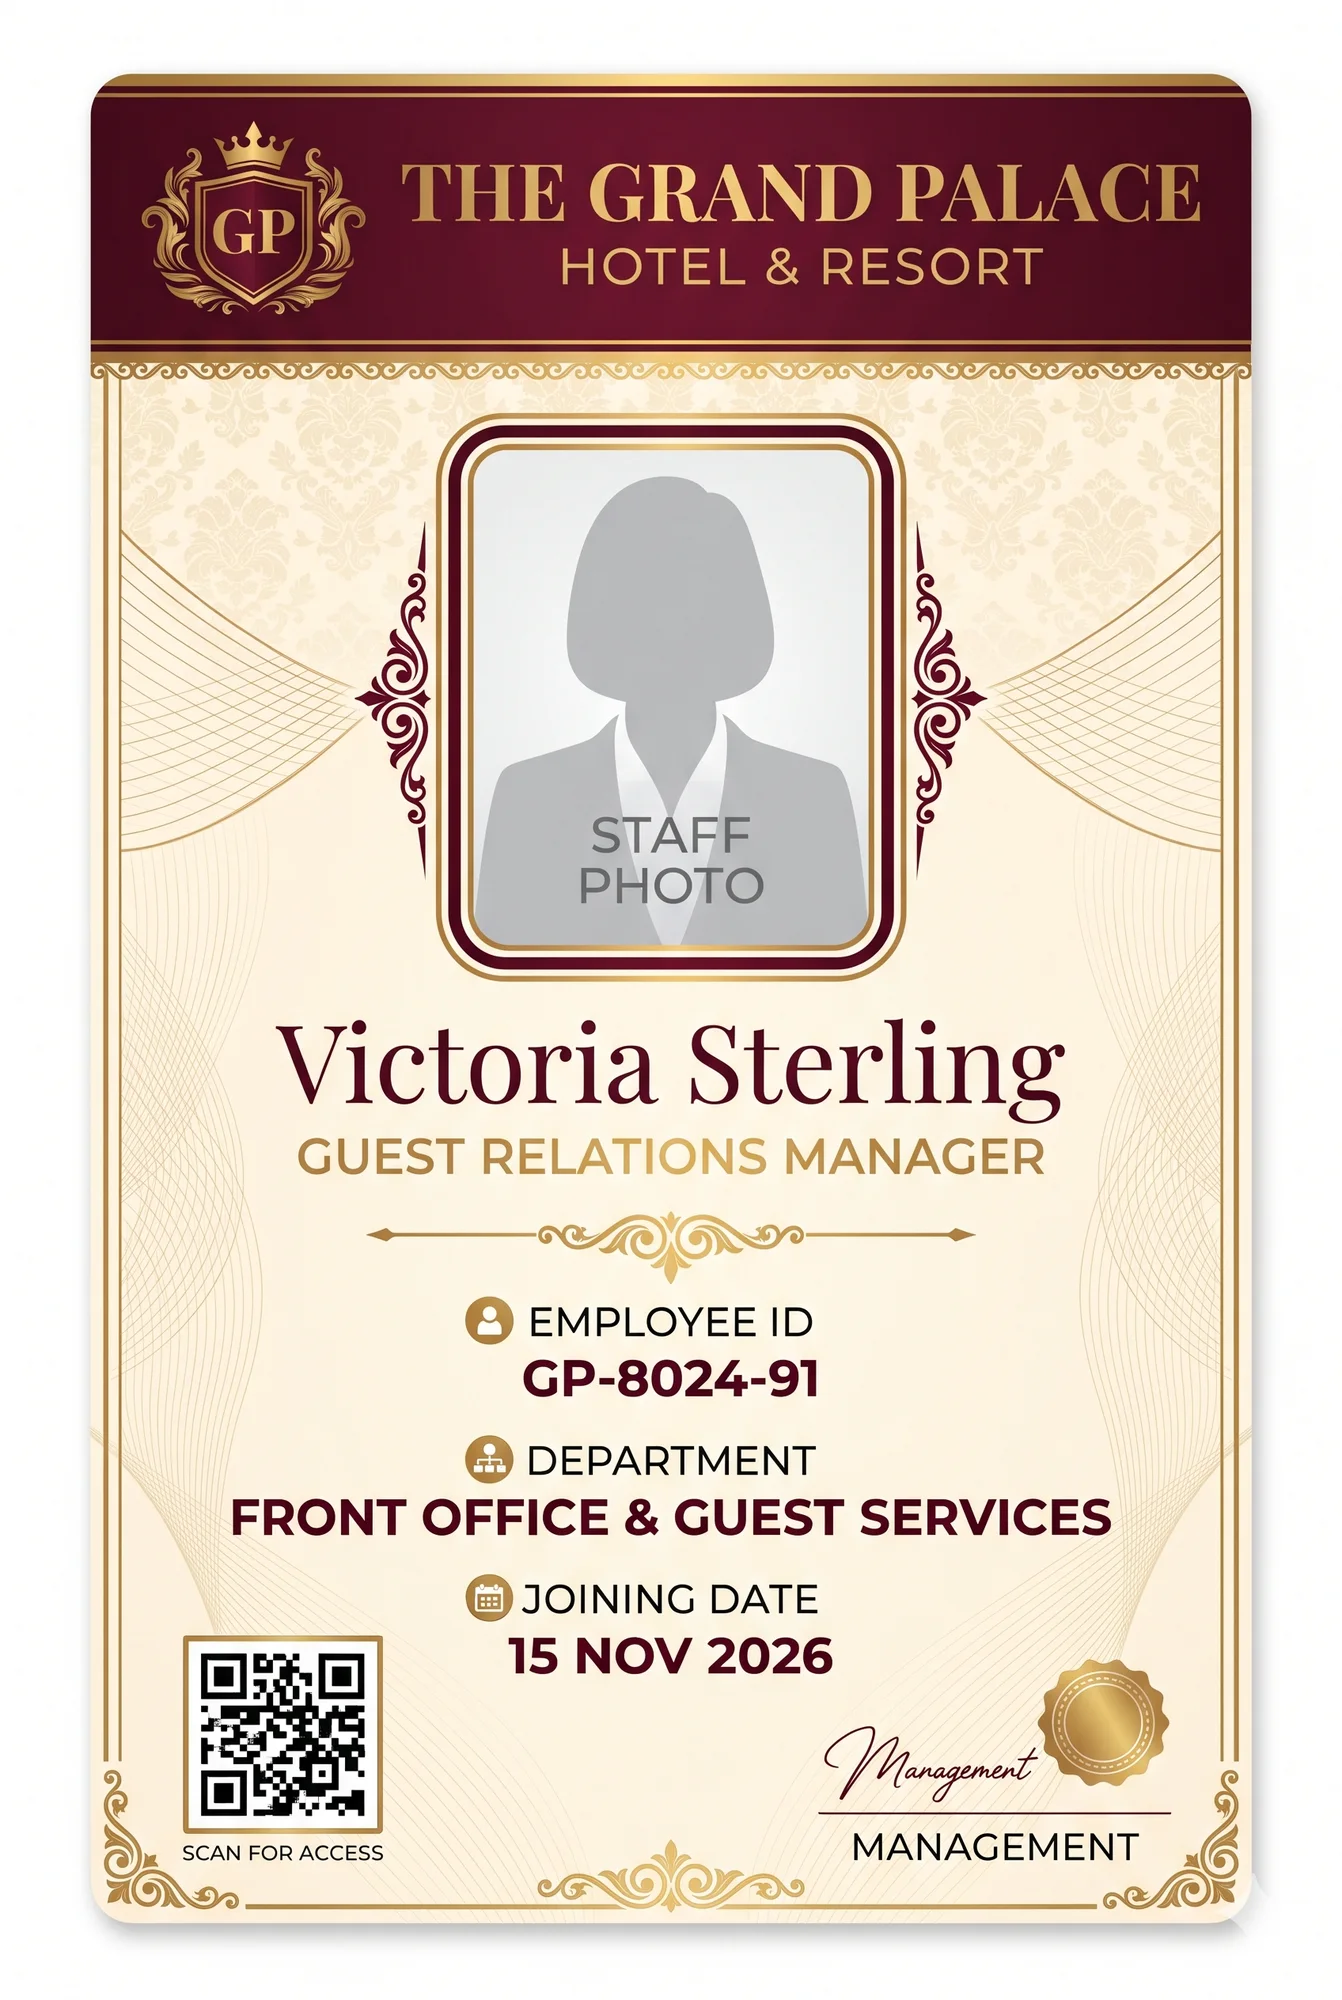 GP
THE GRAND PALACE
HOTEL & RESORT
STAFF
PHOTO
Victoria Sterling
GUEST RELATIONS MANAGER
EMPLOYEE ID
GP-8024-91
DEPARTMENT
FRONT OFFICE & GUEST SERVICES
JOINING DATE
15 NOV 2026
SCAN FOR ACCESS
Management
MANAGEMENT